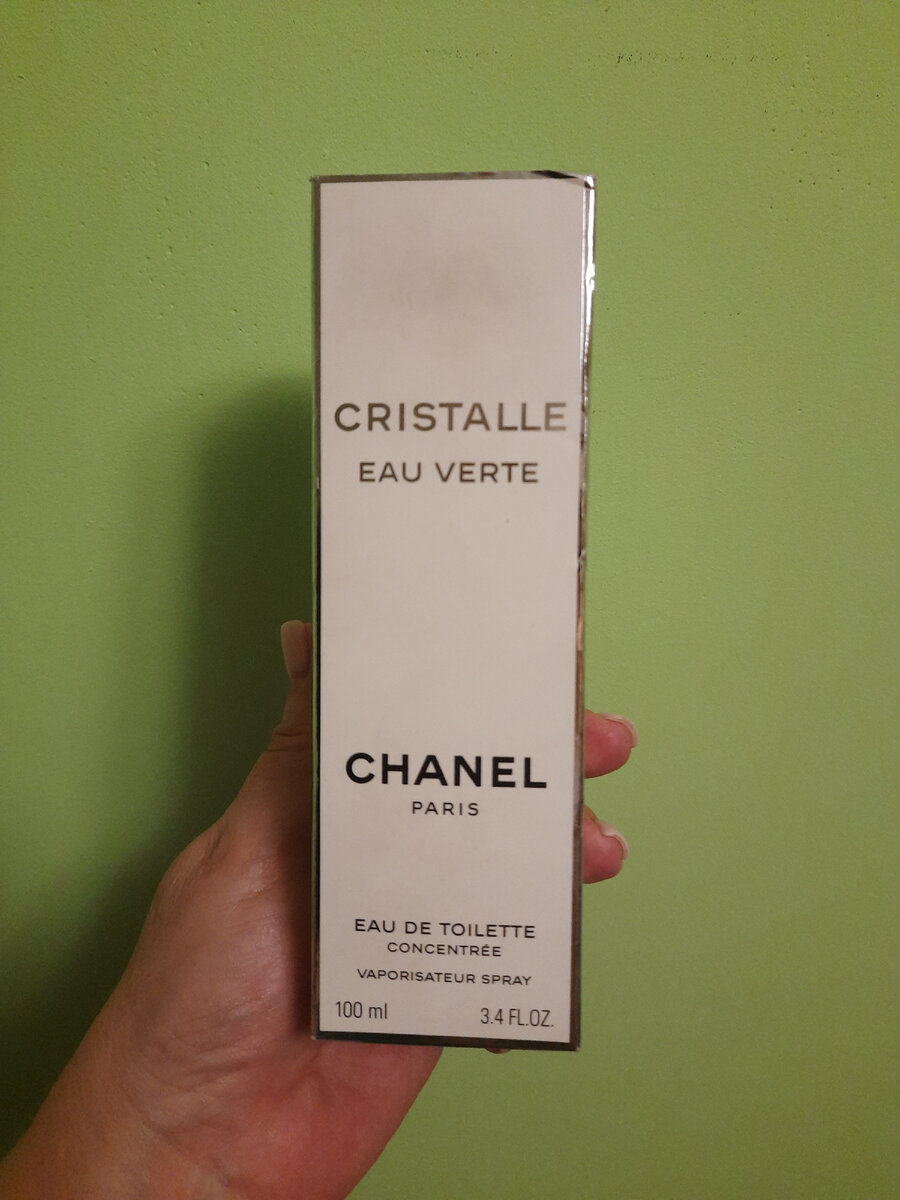 CRISTALLE
EAU VERTE
CHANEL
PARIS
EAU DE TOILETTE
CONCENTRÉE
VAPORISATEUR SPRAY
100 ml 3.4 FL.OZ.